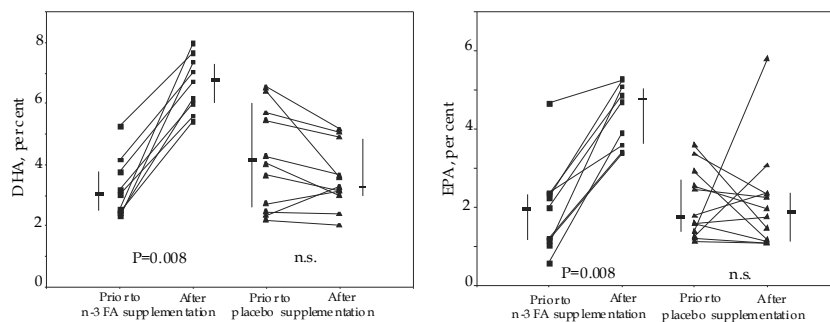 DHA, per cent
8
6
4
2
0
P=0.008
n.s.
Prior to
After
Prior to
After
n-3 FA supplementation
placebo supplementation
EPA, per cent
6
4
2
0
P=0.008
n.s.
Prior to
After
Prior to
After
n-3 FA supplementation
placebo supplementation